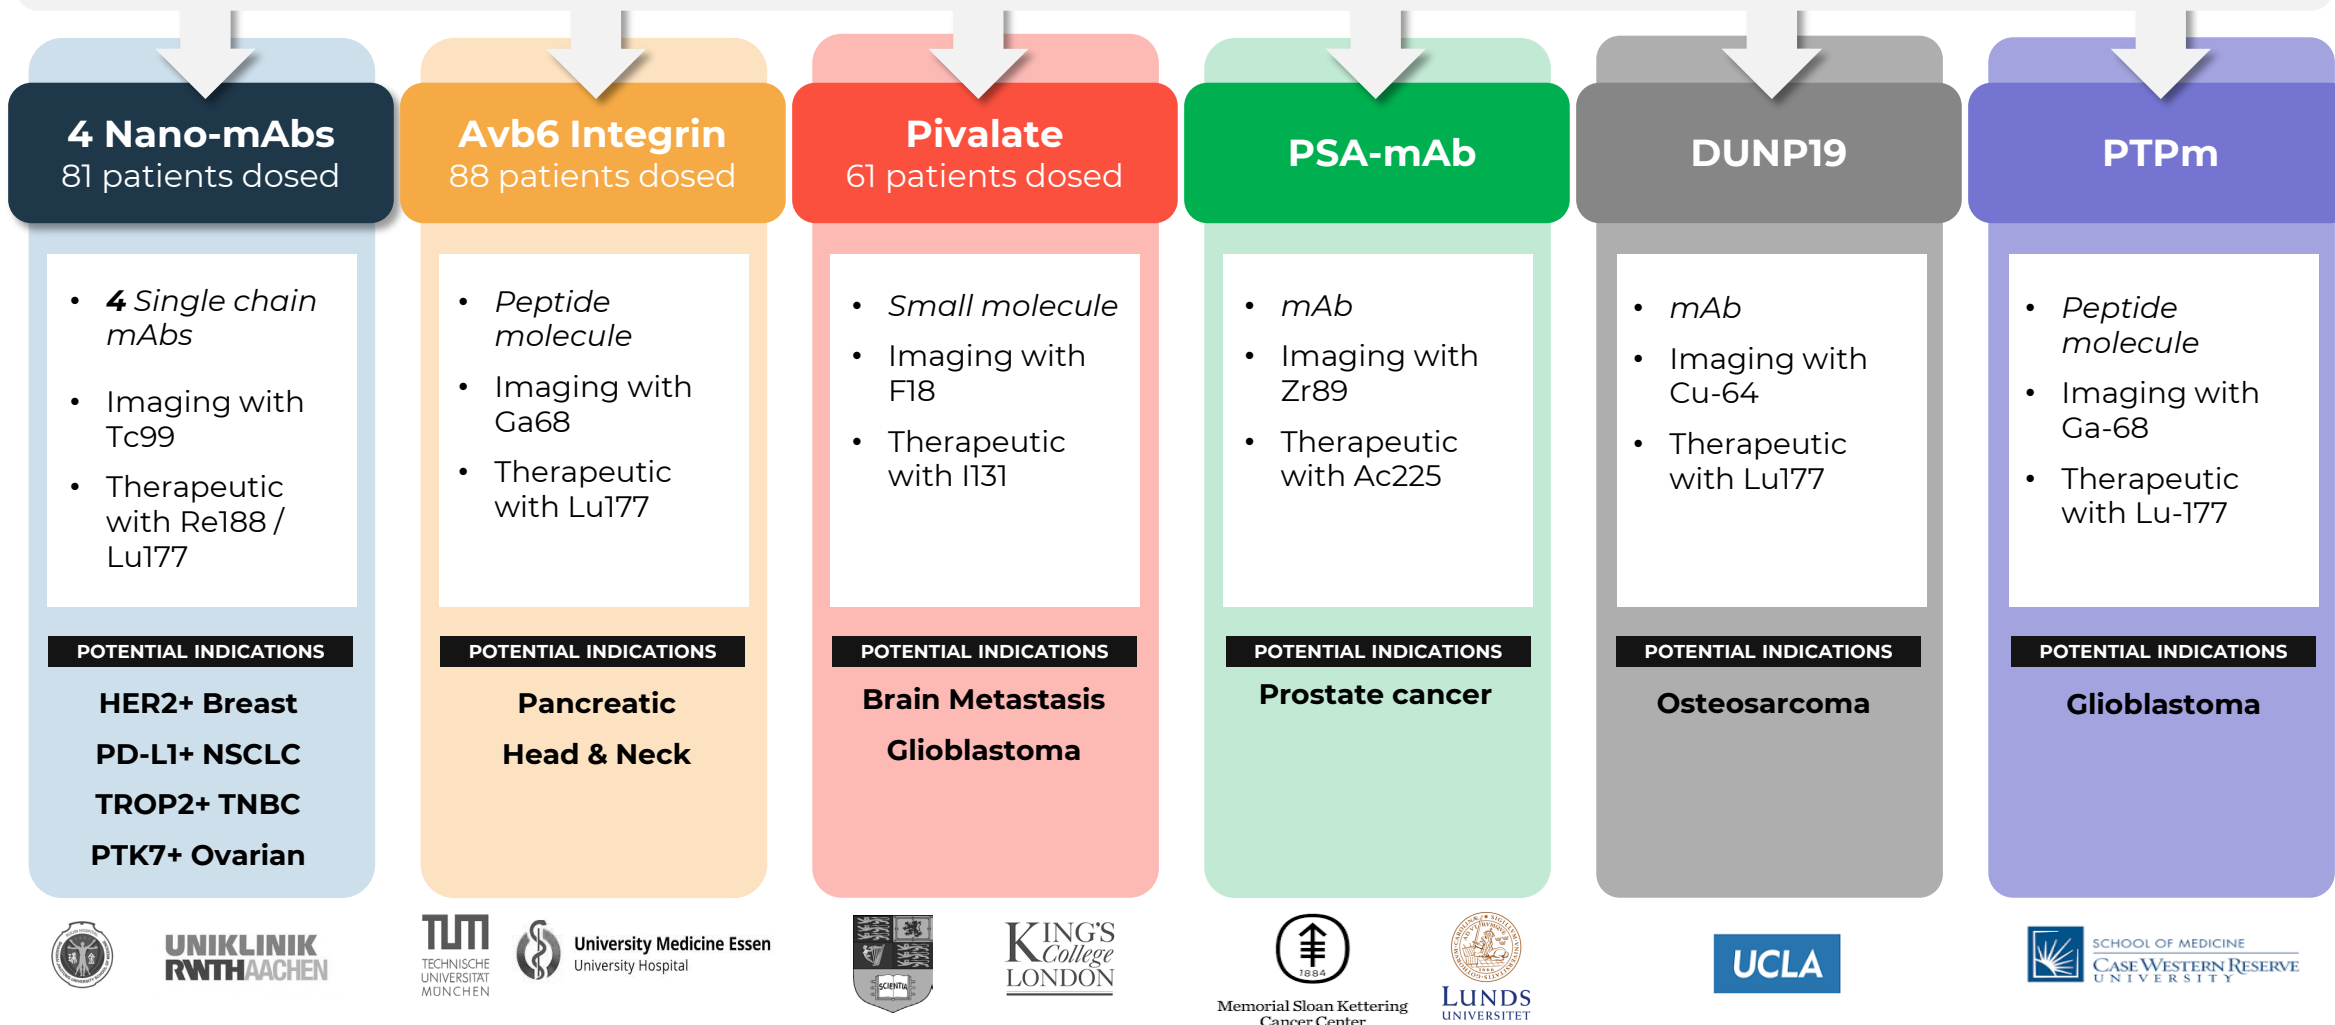 4 Nano-mAbs
81 patients dosed
• 4 Single chain
mAbs
• Imaging with
Tc99
• Therapeutic
with Re188 /
Lu177
POTENTIAL INDICATIONS
HER2+ Breast
PD-L1+ NSCLC
TROP2+ TNBC
PTK7+ Ovarian
UNIKLINIK
RWTHAACHEN
Avb6 Integrin
88 patients dosed
• Peptide
molecule
• Imaging with
Ga68
• Therapeutic
with Lu177
POTENTIAL INDICATIONS
Pancreatic
Head & Neck
TUM
TECHNISCHE
UNIVERSITÄT
MÜNCHEN
University Medicine Essen
University Hospital
Pivalate
61 patients dosed
• Small molecule
• Imaging with
F18
• Therapeutic
with I131
POTENTIAL INDICATIONS
Brain Metastasis
Glioblastoma
SCIENTIA
KING'S
College
LONDON
PSA-mAb
• mAb
• Imaging with
Zr89
• Therapeutic
with Ac225
POTENTIAL INDICATIONS
Prostate cancer
1884
Memorial Sloan Kettering
Cancer Center
LUNDS
UNIVERSITET
DUNP19
• mAb
• Imaging with
Cu-64
• Therapeutic
with Lu177
POTENTIAL INDICATIONS
Osteosarcoma
UCLA
PTPm
• Peptide
molecule
• Imaging with
Ga-68
• Therapeutic
with Lu-177
POTENTIAL INDICATIONS
Glioblastoma
SCHOOL OF MEDICINE
CASE WESTERN RESERVE
UNIVERSITY